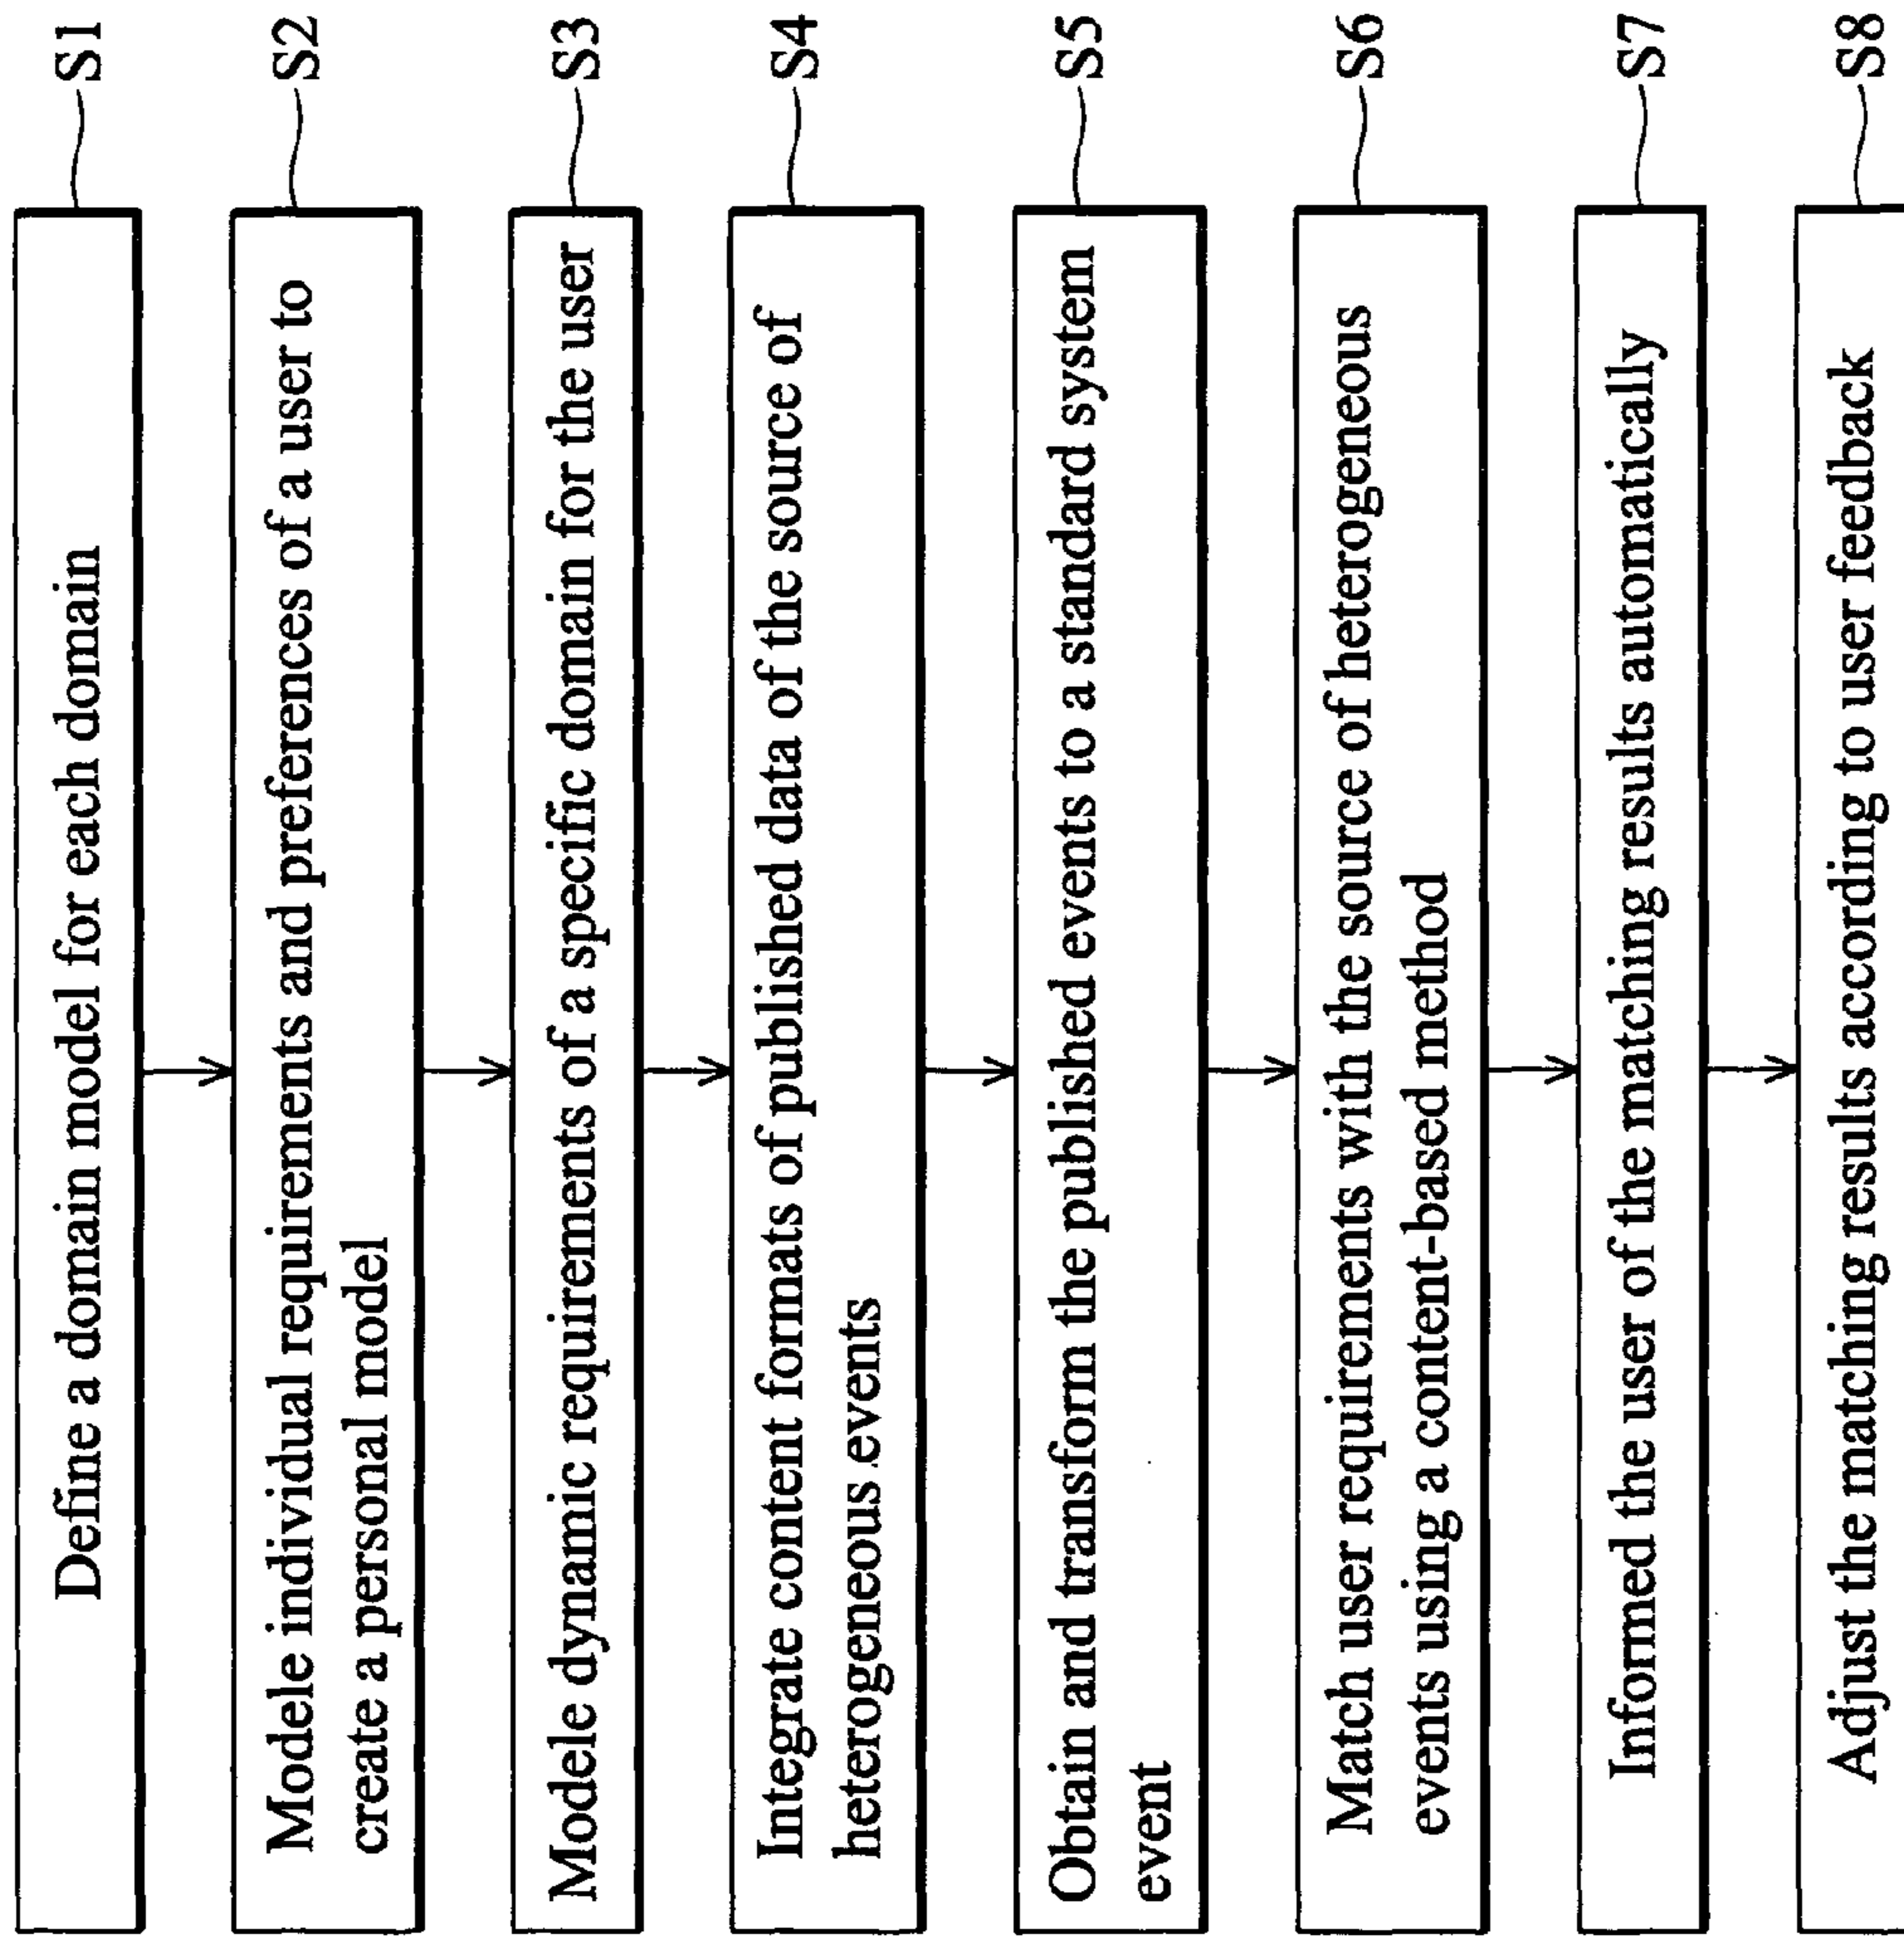 Define a domain model for each domain
S1
Modele individual requirements and preferences of a user to
create a personal model
S2
Modele dynamic requirements of a specific domain for the user
S3
Integrate content formats of published data of the source of
heterogeneous events
S4
Obtain and transform the published events to a standard system
event
S5
Match user requirements with the source of heterogeneous
events using a content-based method
S6
Informed the user of the matching results automatically
S7
Adjust the matching results according to user feedback
S8